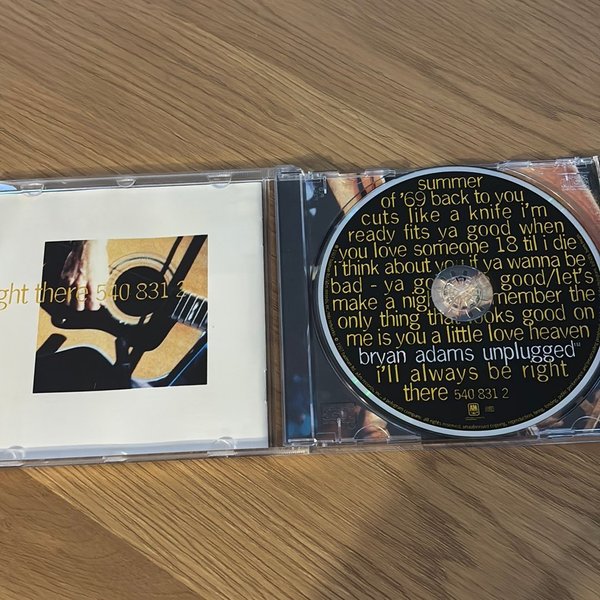 ght there 540 831 2
summer
of '69 back to you
cuts like a knife i'm
ready fits ya good when
you love someone 18 til i die
i think about you if ya wanna be
bad - ya go good/let's
make a nig member the
only thing tha oks good on
me is you a little love heaven
bryan adams unplugged™
i'll always be right
there 540 831 2
A&M